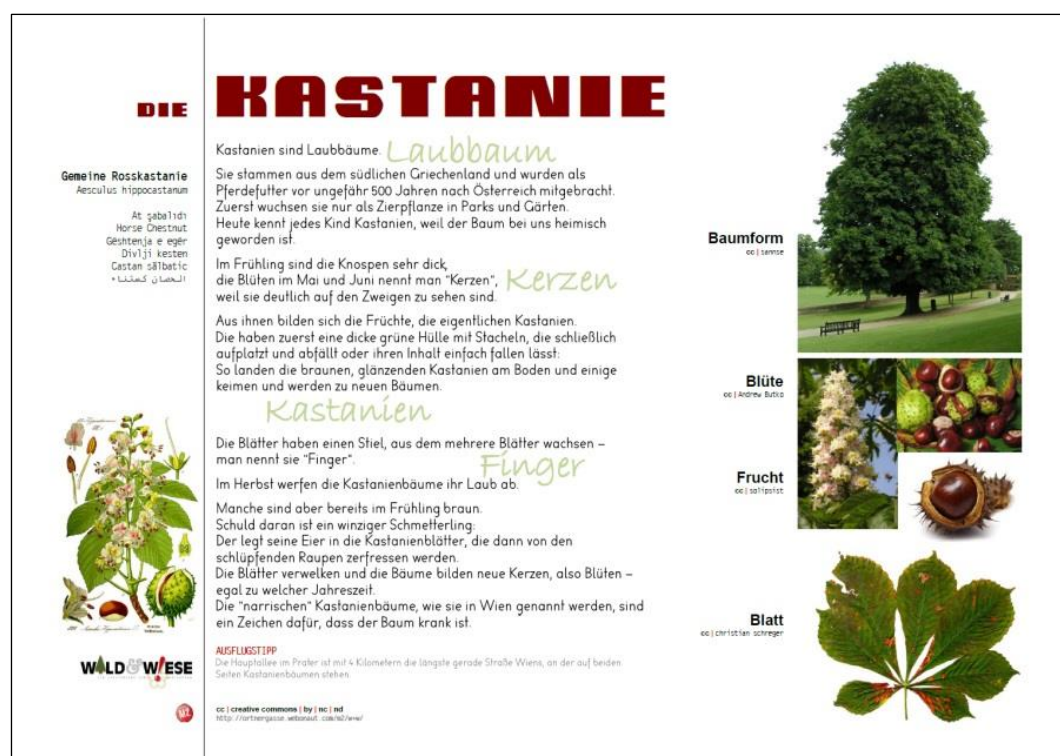 DIE KASTANIE
Gemeine Rosskastanie
Aesculus hippocastanum
At şabalıdı
Horse Chestnut
Gështenja e egër
Divlji kesten
Castan sălbatic
Kastanien sind Laubbäume. Laubbaum
Sie stammen aus dem südlichen Griechenland und wurden als
Pferdefutter vor ungefähr 500 Jahren nach Österreich mitgebracht.
Zuerst wuchsen sie nur als Zierpflanze in Parks und Gärten.
Heute kennt jedes Kind Kastanien, weil der Baum bei uns heimisch
geworden ist.
Im Frühling sind die Knospen sehr dick,
die Blüten im Mai und Juni nennt man "Kerzen", Kerzen
weil sie deutlich auf den Zweigen zu sehen sind.
Aus ihnen bilden sich die Früchte, die eigentlichen Kastanien.
Die haben zuerst eine dicke grüne Hülle mit Stacheln, die schließlich
aufplatzt und abfällt oder ihren Inhalt einfach fallen lässt:
So landen die braunen, glänzenden Kastanien am Boden und einige
keimen und werden zu neuen Bäumen.
Kastanien
Die Blätter haben einen Stiel, aus dem mehrere Blätter wachsen –
man nennt sie "Finger". Finger
Im Herbst werfen die Kastanienbäume ihr Laub ab.
Manche sind aber bereits im Frühling braun.
Schuld daran ist ein winziger Schmetterling:
Der legt seine Eier in die Kastanienblätter, die dann von den
schlüpfenden Raupen zerfressen werden.
Die Blätter verwelken und die Bäume bilden neue Kerzen, also Blüten –
egal zu welcher Jahreszeit.
Die "narrischen" Kastanienbäume, wie sie in Wien genannt werden, sind
ein Zeichen dafür, dass der Baum krank ist.
AUSFLUGSTIPP
Die Hauptallee im Prater ist mit 4 Kilometern die längste gerade Straße Wiens, an der auf beiden
Seiten Kastanienbäumen stehen.
cc | creative commons | by | nc | nd
http://ortnergasse.webonaut.com/m2/w+w/
WALD & WIESE
M2
Baumform
cc | sannse
Blüte
cc | Andrew Butko
Frucht
cc | solipsist
Blatt
cc | christian schreger